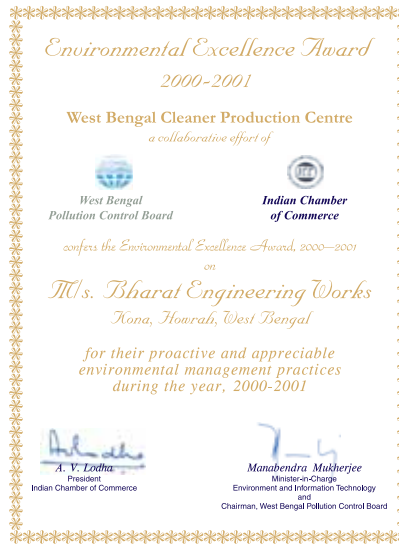 Environmental Excellence Award
2000-2001
West Bengal Cleaner Production Centre
a collaborative effort of
West Bengal
Pollution Control Board
Indian Chamber
of Commerce
confers the Environmental Excellence Award, 2000—2001
on
M/s. Bharat Engineering Works
Kona, Howrah, West Bengal
for their proactive and appreciable
environmental management practices
during the year, 2000-2001
A. V. Lodha
President
Indian Chamber of Commerce
Manabendra Mukherjee
Minister-in-Charge
Environment and Information Technology
and
Chairman, West Bengal Pollution Control Board